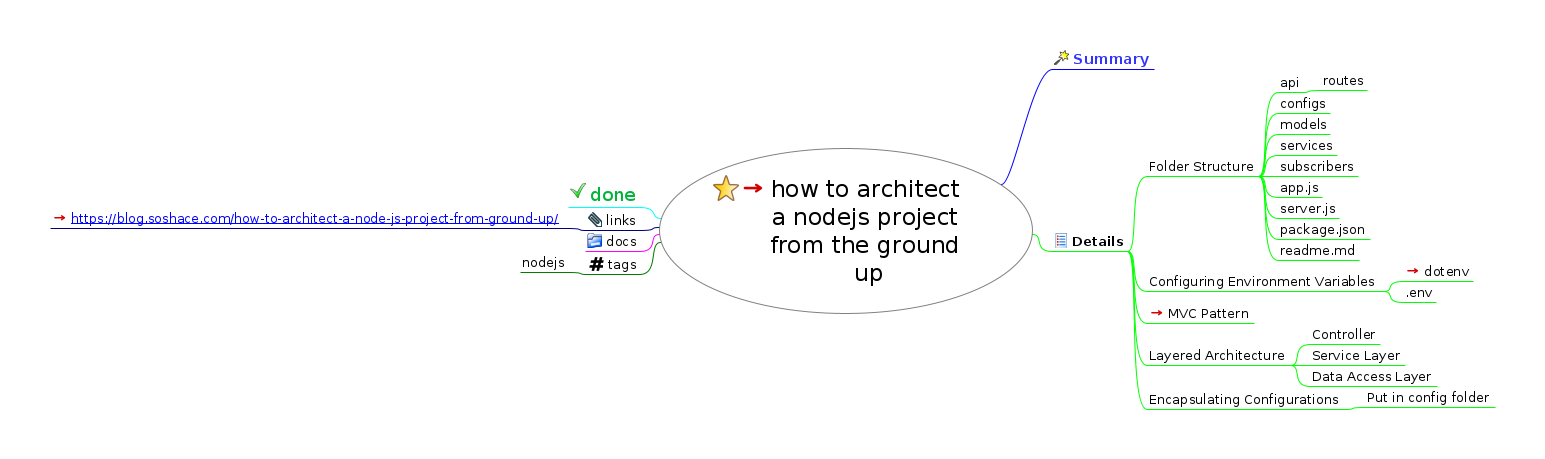 Summary
api
routes
configs
models
services
Folder Structure
subscribers
app.js
server.js
package.json
readme.md
how to architect
a nodejs project
from the ground
up
done
https://blog.soshace.com/how-to-architect-a-node-js-project-from-ground-up/
links
docs
nodejs
tags
Details
Configuring Environment Variables
dotenv
.env
MVC Pattern
Layered Architecture
Controller
Service Layer
Data Access Layer
Encapsulating Configurations
Put in config folder